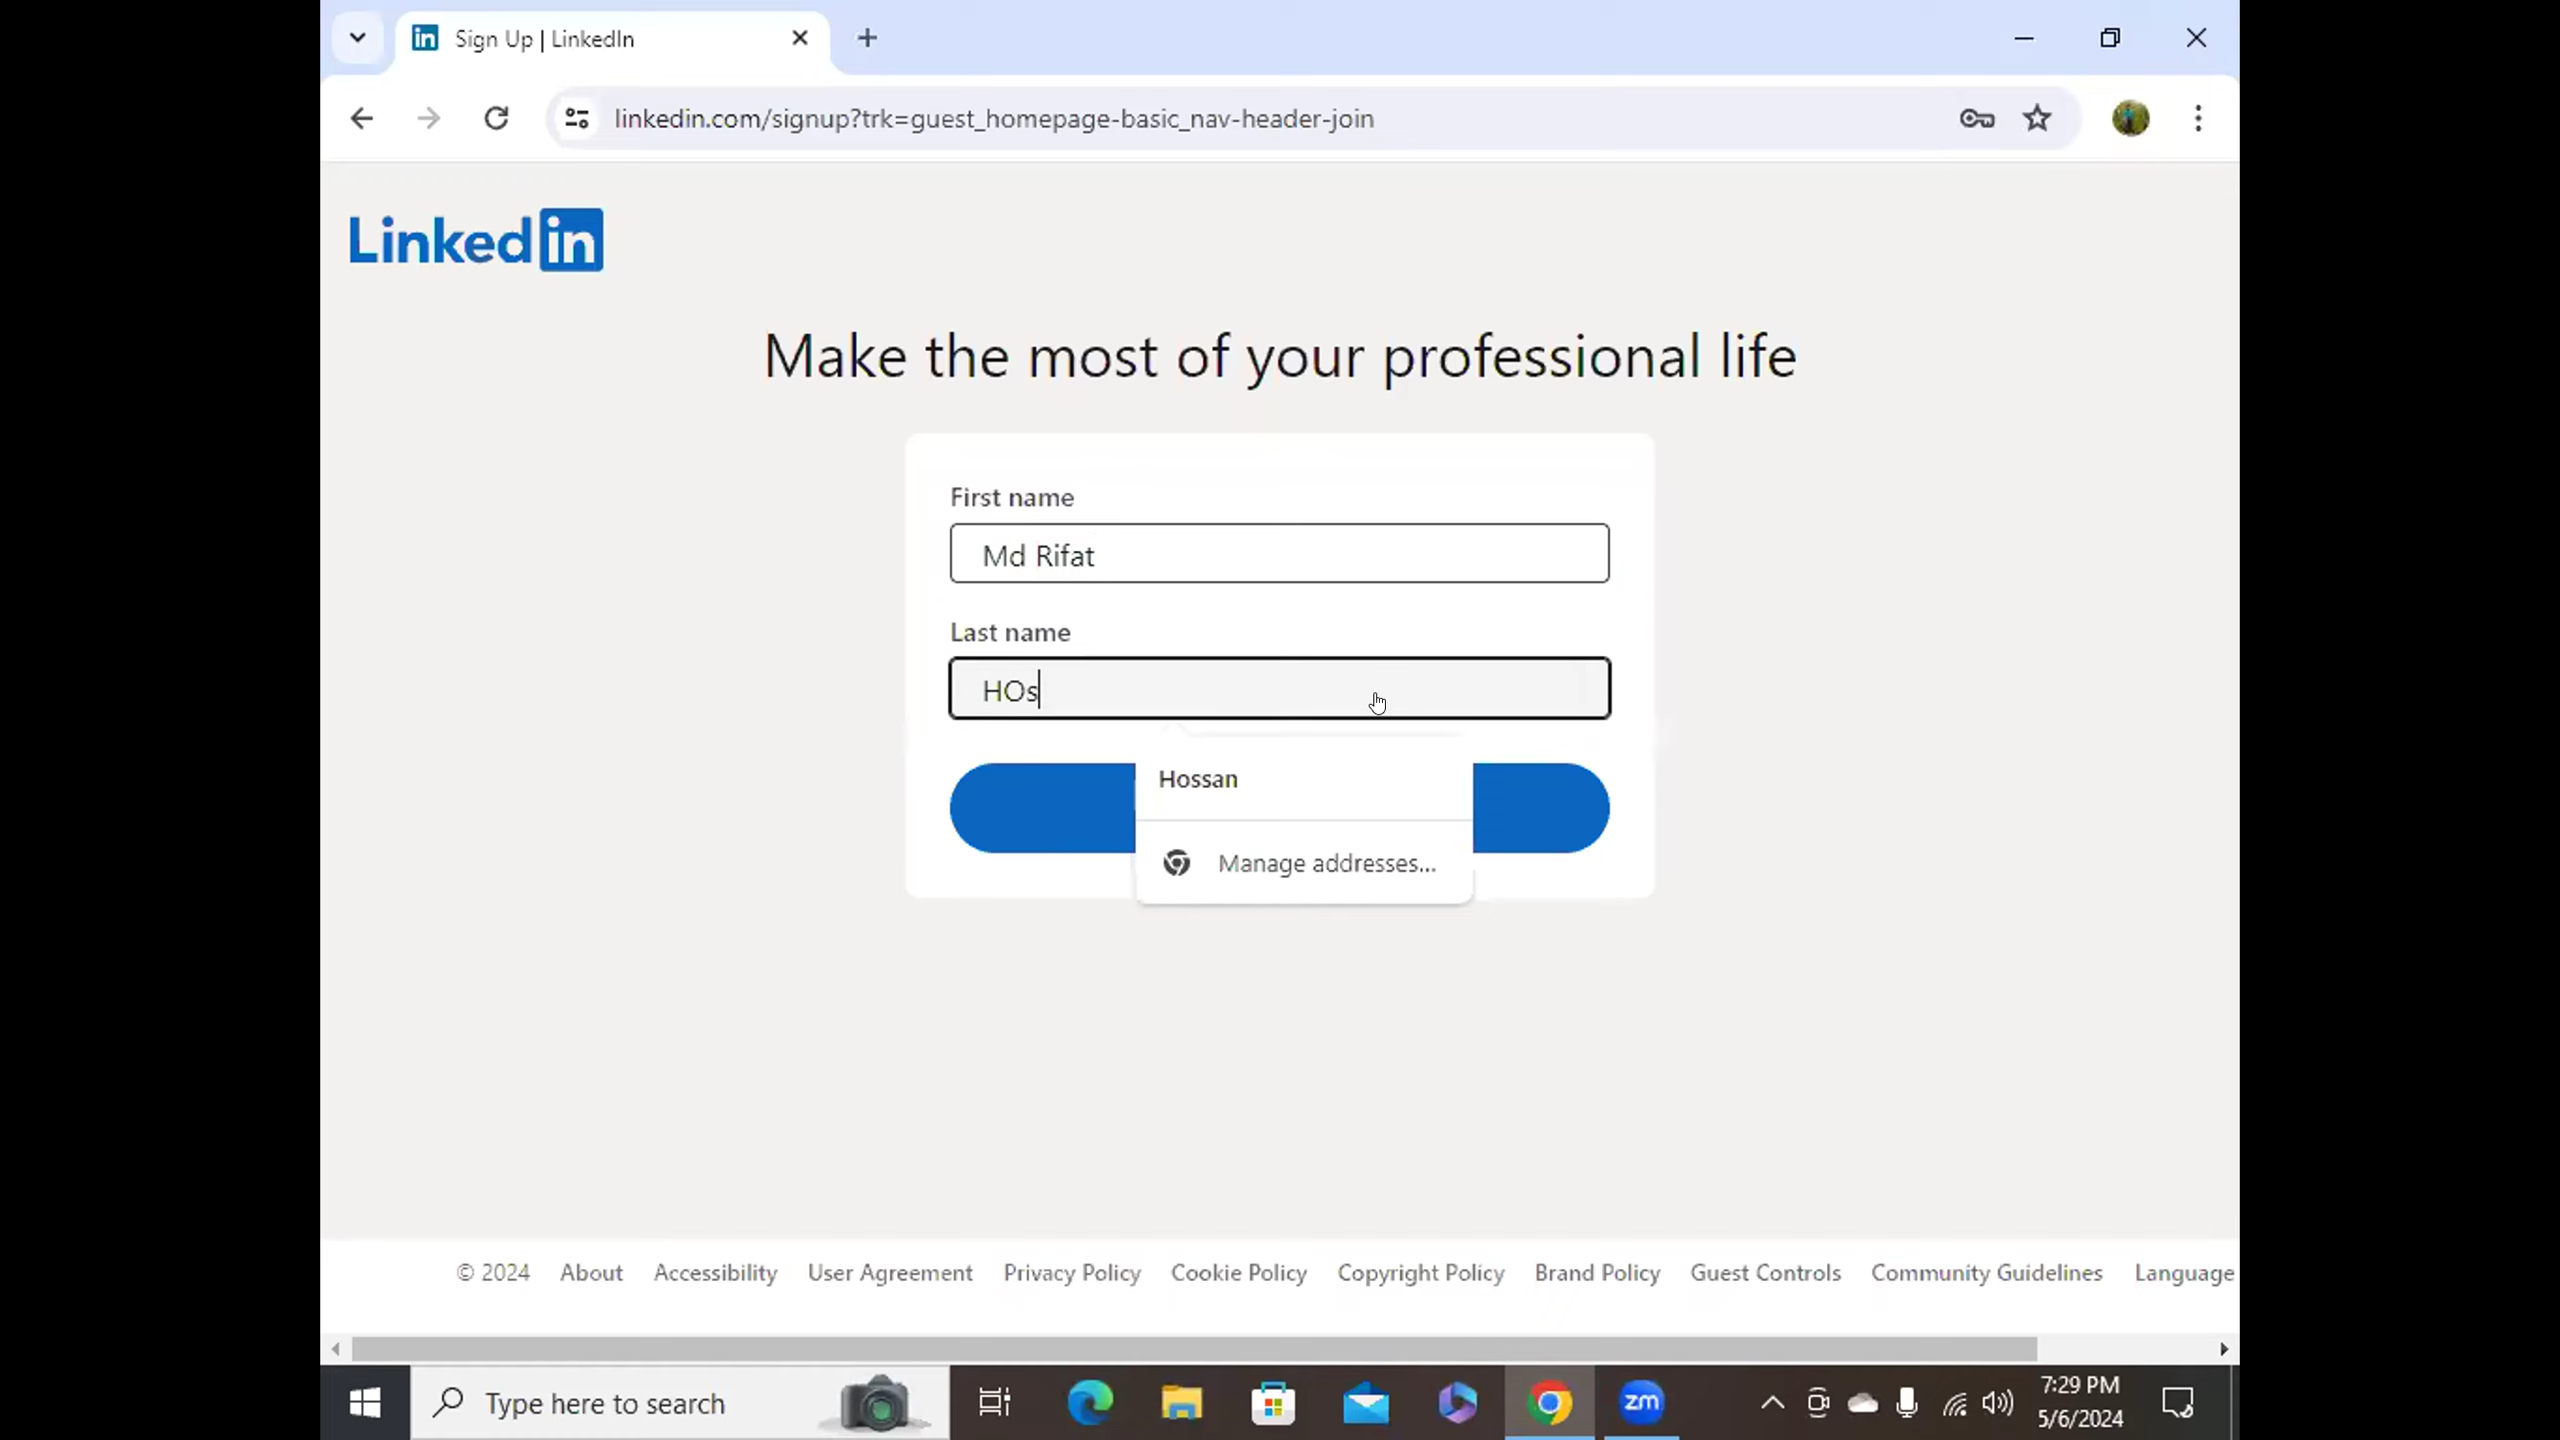 Sign Up | LinkedIn
linkedin.com/signup?trk=guest_homepage-basic_nav-header-join
Linkedin
Make the most of your professional life
First name
Md Rifat
Last name
HOs
Hossan
Manage addresses...
© 2024 About Accessibility User Agreement Privacy Policy Cookie Policy Copyright Policy Brand Policy Guest Controls Community Guidelines Language
Type here to search
zm
7:29 PM
5/6/2024